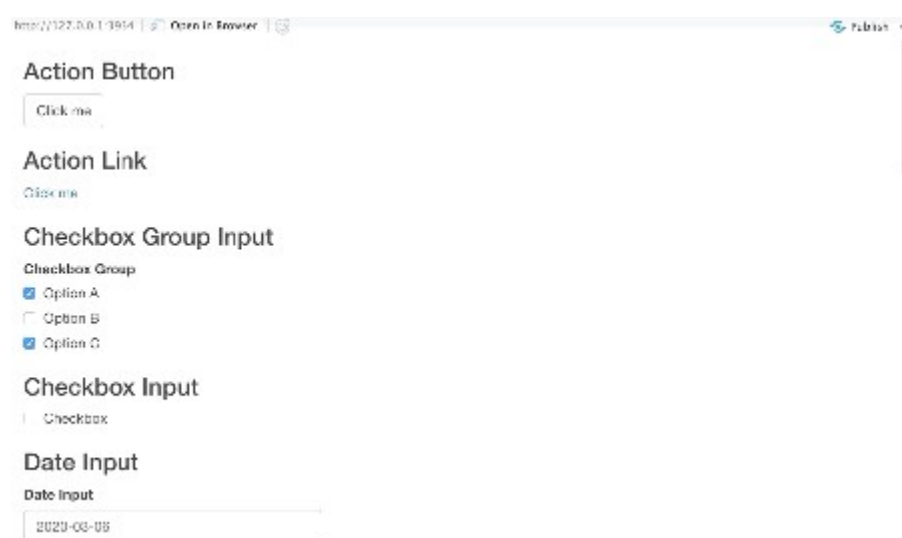 Open in Browser
Publish
Action Button
Click me
Action Link
Click me
Checkbox Group Input
Checkbox Group
Option A
Option B
Option C
Checkbox Input
Checkbox
Date Input
Date Input